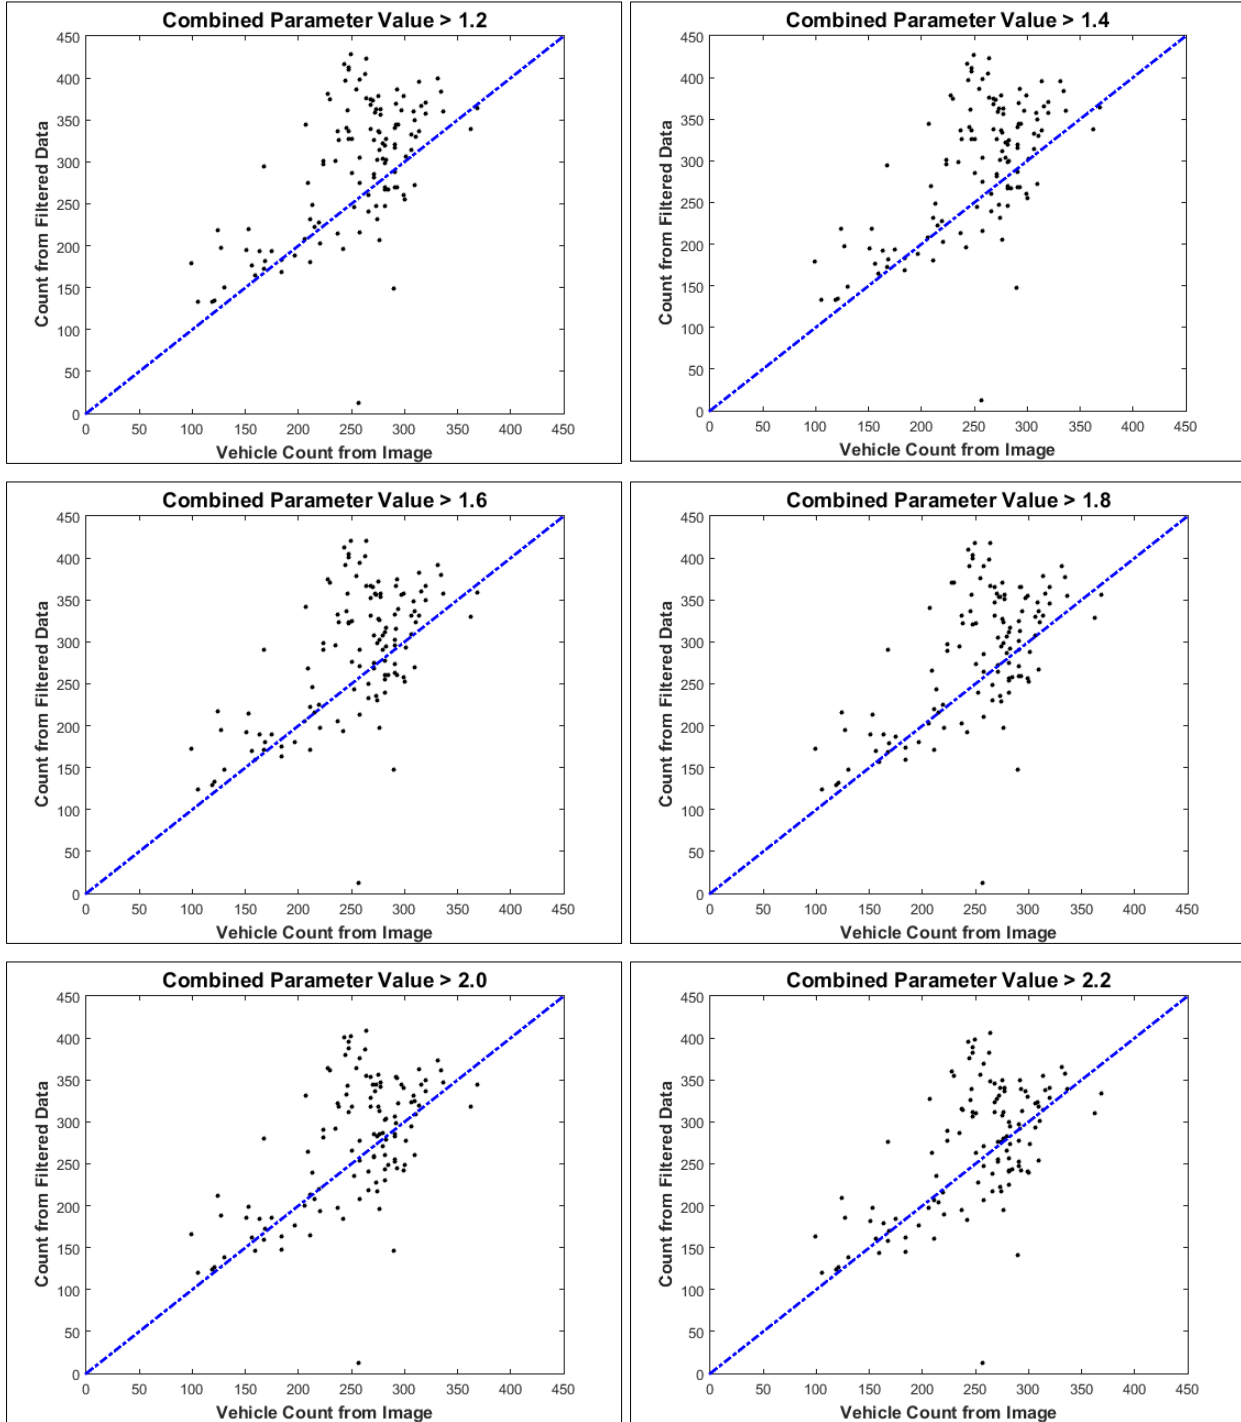 Combined Parameter Value > 1.2
450
400
350
300
250
200
150
100
50
0
Count from Filtered Data
0 50 100 150 200 250 300 350 400 450
Vehicle Count from Image
Combined Parameter Value > 1.4
450
400
350
300
250
200
150
100
50
0
Count from Filtered Data
0 50 100 150 200 250 300 350 400 450
Vehicle Count from Image
Combined Parameter Value > 1.6
450
400
350
300
250
200
150
100
50
0
Count from Filtered Data
0 50 100 150 200 250 300 350 400 450
Vehicle Count from Image
Combined Parameter Value > 1.8
450
400
350
300
250
200
150
100
50
0
Count from Filtered Data
0 50 100 150 200 250 300 350 400 450
Vehicle Count from Image
Combined Parameter Value > 2.0
450
400
350
300
250
200
150
100
50
0
Count from Filtered Data
0 50 100 150 200 250 300 350 400 450
Vehicle Count from Image
Combined Parameter Value > 2.2
450
400
350
300
250
200
150
100
50
0
Count from Filtered Data
0 50 100 150 200 250 300 350 400 450
Vehicle Count from Image